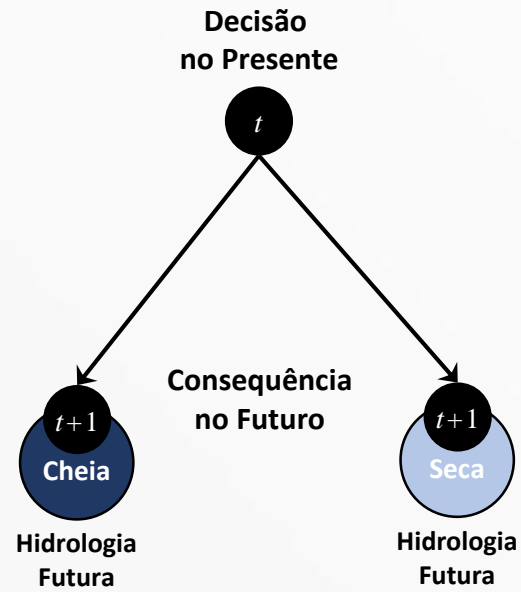 Decisão
no Presente
t
Consequência
no Futuro
t+1
Cheia
Hidrologia
Futura
t+1
Seca
Hidrologia
Futura